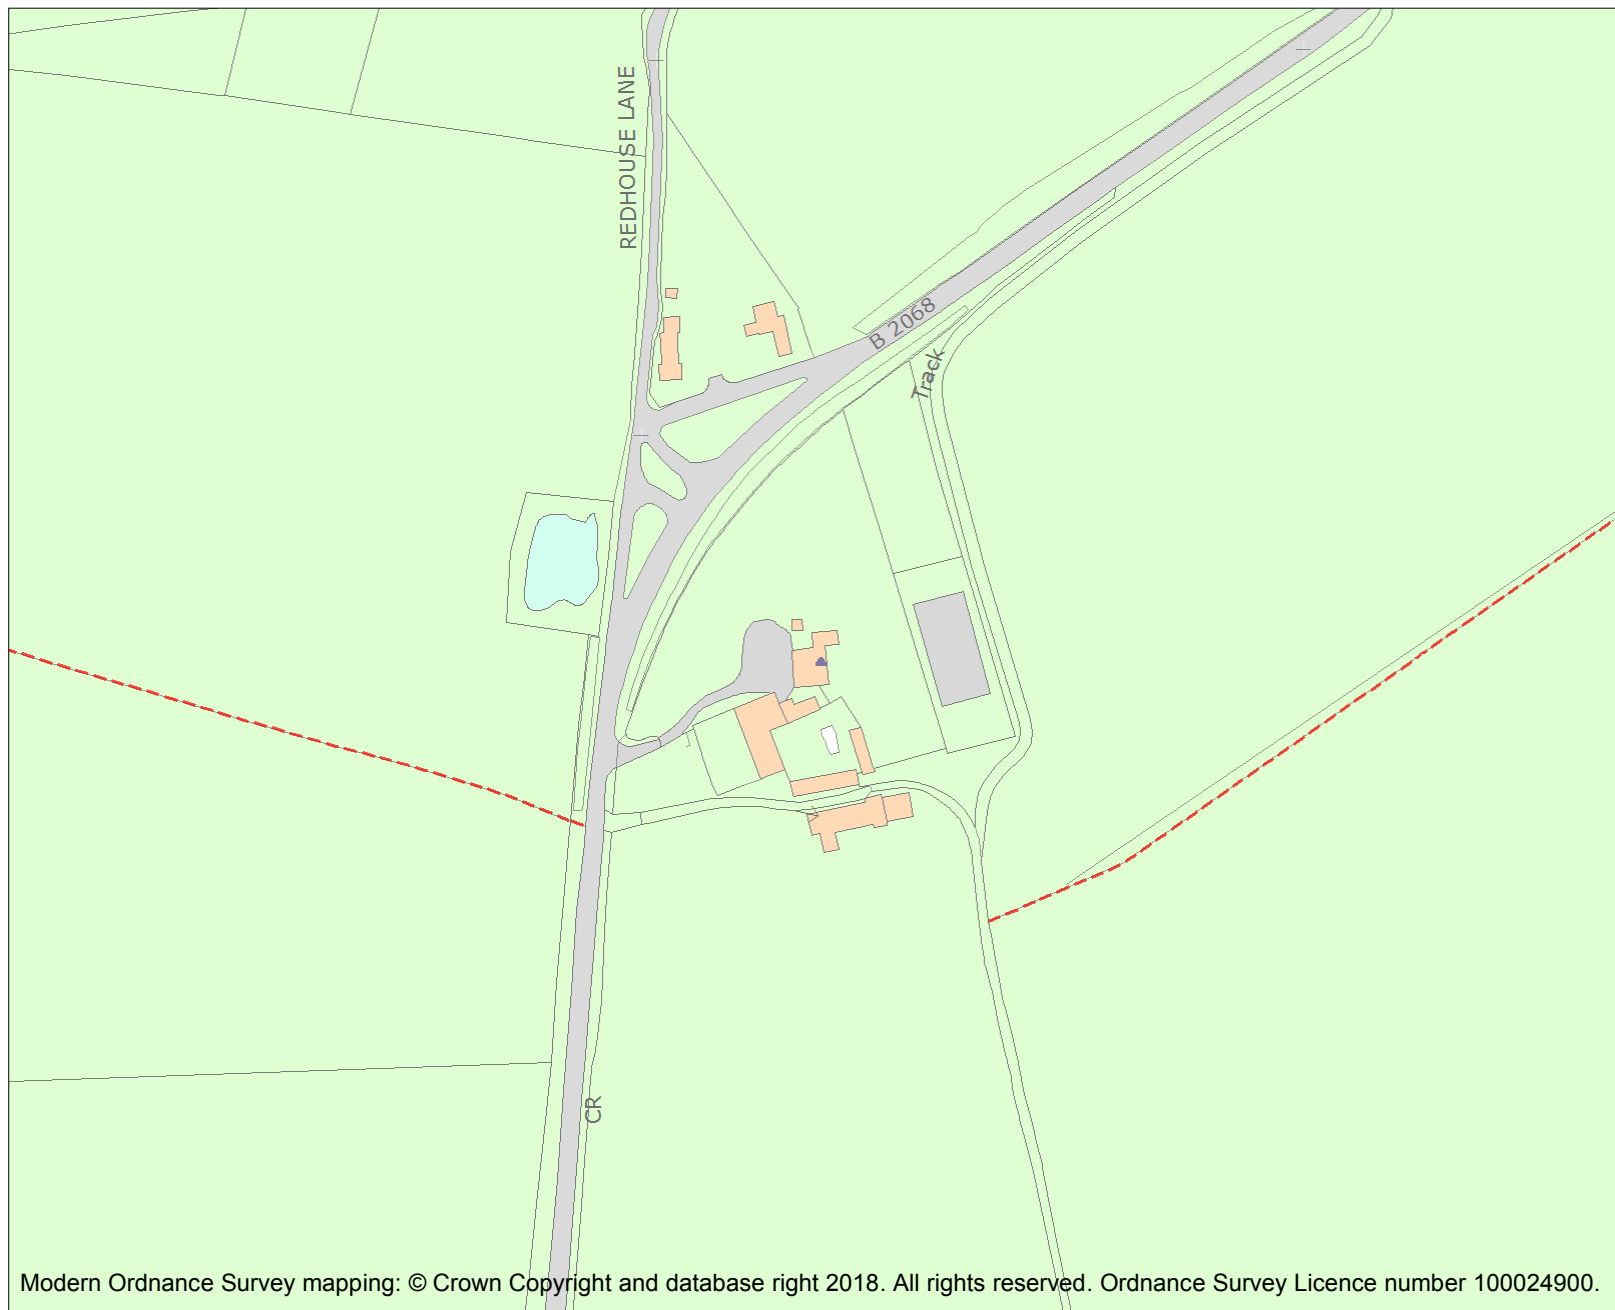 REDHOUSE LANE
B 2068
Track
CR
Modern Ordnance Survey mapping: © Crown Copyright and database right 2018. All rights reserved. Ordnance Survey Licence number 100024900.